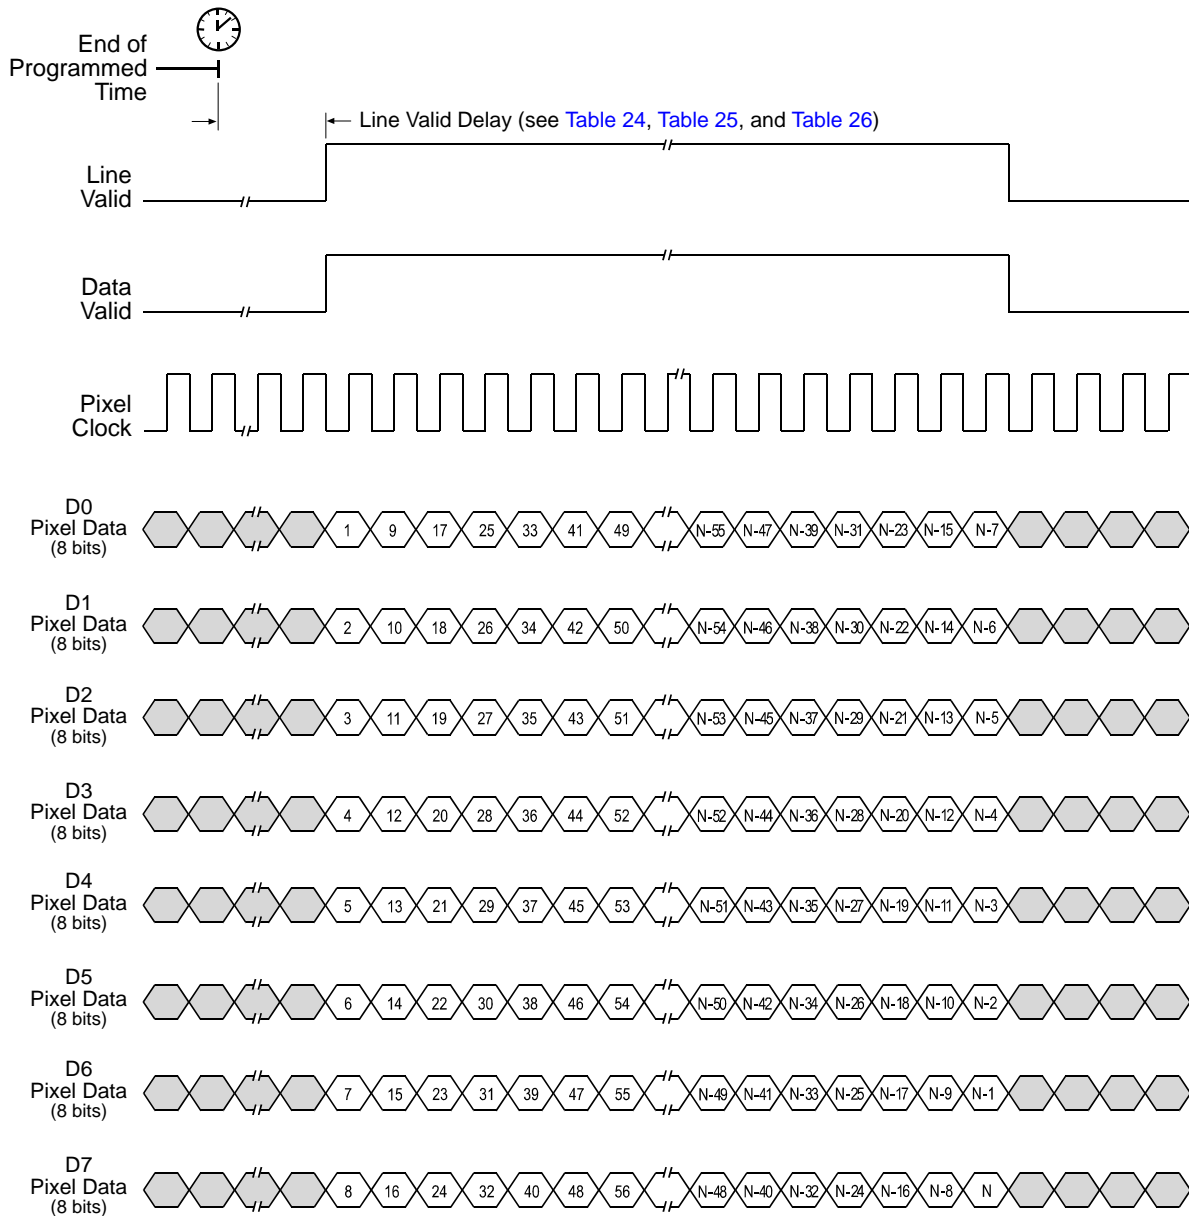 End of
Programmed
Time
Line Valid Delay (see Table 24, Table 25, and Table 26)
Line
Valid
Data
Valid
Pixel
Clock
D0
Pixel Data
(8 bits)
1 9 17 25 33 41 49 N-55 N-47 N-39 N-31 N-23 N-15 N-7
D1
Pixel Data
(8 bits)
2 10 18 26 34 42 50 N-54 N-46 N-38 N-30 N-22 N-14 N-6
D2
Pixel Data
(8 bits)
3 11 19 27 35 43 51 N-53 N-45 N-37 N-29 N-21 N-13 N-5
D3
Pixel Data
(8 bits)
4 12 20 28 36 44 52 N-52 N-44 N-36 N-28 N-20 N-12 N-4
D4
Pixel Data
(8 bits)
5 13 21 29 37 45 53 N-51 N-43 N-35 N-27 N-19 N-11 N-3
D5
Pixel Data
(8 bits)
6 14 22 30 38 46 54 N-50 N-42 N-34 N-26 N-18 N-10 N-2
D6
Pixel Data
(8 bits)
7 15 23 31 39 47 55 N-49 N-41 N-33 N-25 N-17 N-9 N-1
D7
Pixel Data
(8 bits)
8 16 24 32 40 48 56 N-48 N-40 N-32 N-24 N-16 N-8 N